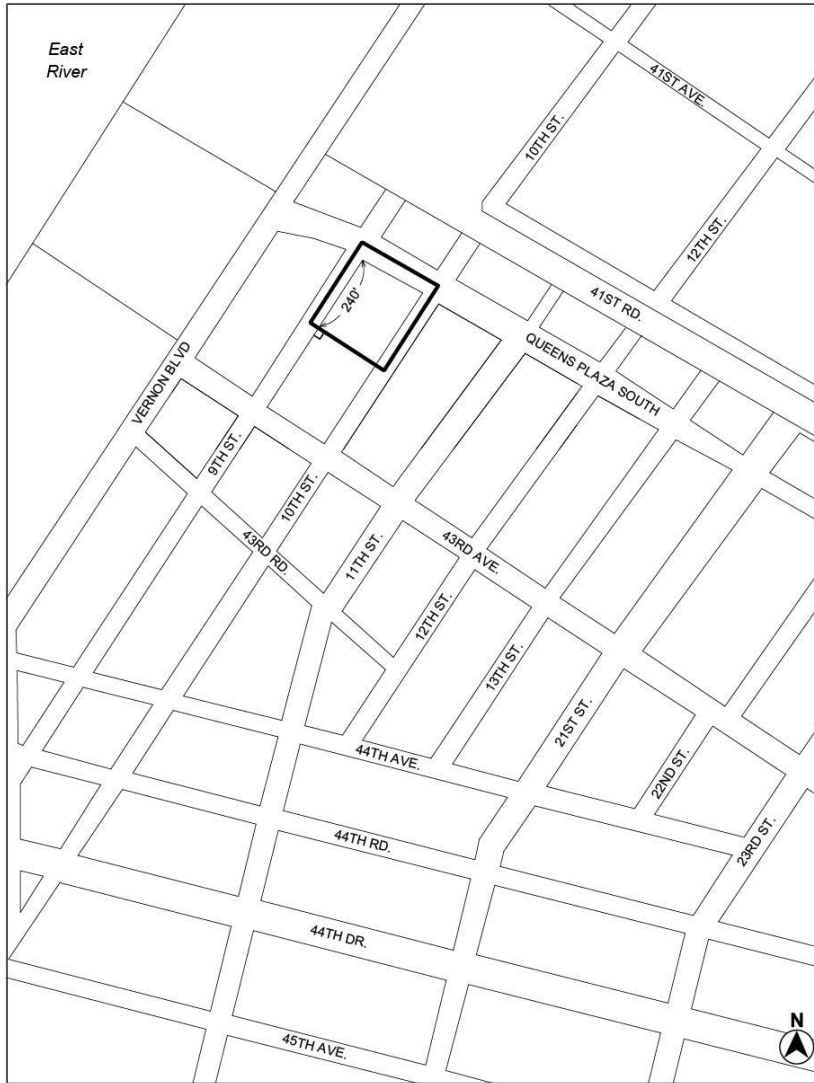 East
River
41ST AVE.
10TH ST.
12TH ST.
41ST RD.
240'
QUEENS PLAZA SOUTH
VERNON BLVD
9TH ST.
10TH ST.
43RD RD.
11TH ST.
43RD AVE.
12TH ST.
13TH ST.
21ST ST.
22ND ST.
23RD ST.
44TH AVE.
44TH RD.
44TH DR.
45TH AVE.
N